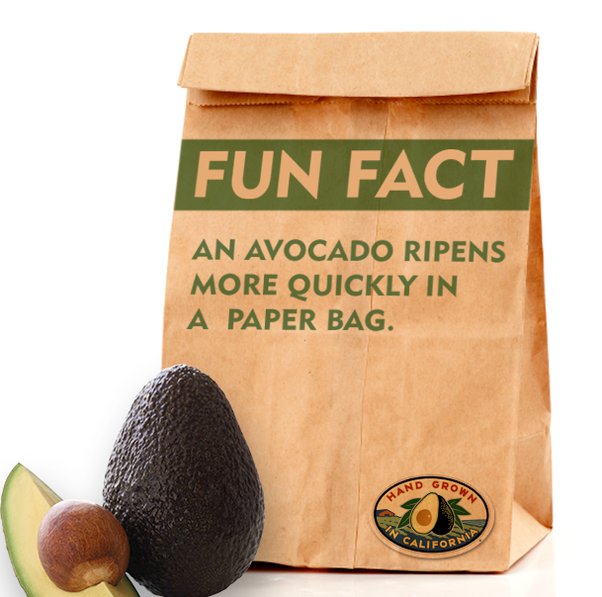 FUN FACT
AN AVOCADO RIPENS
MORE QUICKLY IN
A PAPER BAG.
HAND GROWN
IN CALIFORNIA